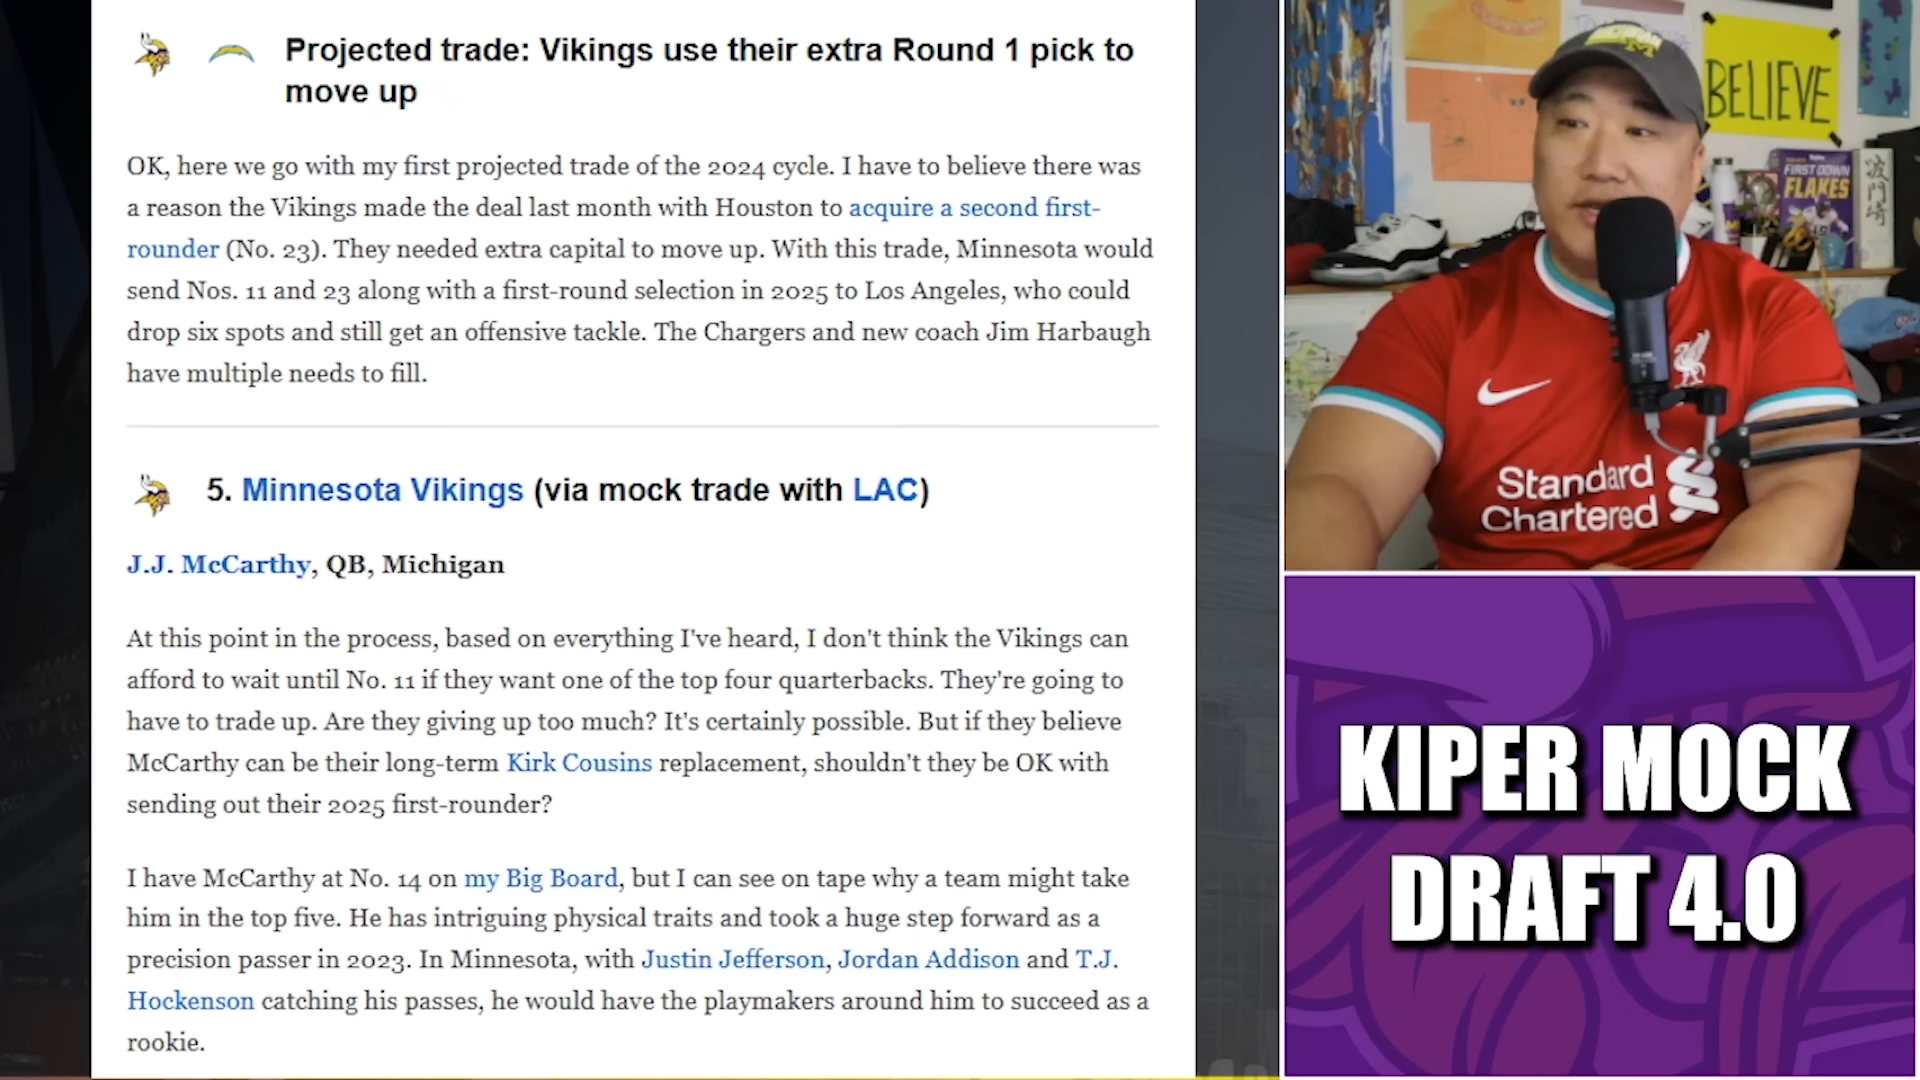 Projected trade: Vikings use their extra Round 1 pick to
move up
OK, here we go with my first projected trade of the 2024 cycle. I have to believe there was
a reason the Vikings made the deal last month with Houston to acquire a second first-
rounder (No. 23). They needed extra capital to move up. With this trade, Minnesota would
send Nos. 11 and 23 along with a first-round selection in 2025 to Los Angeles, who could
drop six spots and still get an offensive tackle. The Chargers and new coach Jim Harbaugh
have multiple needs to fill.
5. Minnesota Vikings (via mock trade with LAC)
J.J. McCarthy, QB, Michigan
At this point in the process, based on everything I've heard, I don't think the Vikings can
afford to wait until No. 11 if they want one of the top four quarterbacks. They're going to
have to trade up. Are they giving up too much? It's certainly possible. But if they believe
McCarthy can be their long-term Kirk Cousins replacement, shouldn't they be OK with
sending out their 2025 first-rounder?
I have McCarthy at No. 14 on my Big Board, but I can see on tape why a team might take
him in the top five. He has intriguing physical traits and took a huge step forward as a
precision passer in 2023. In Minnesota, with Justin Jefferson, Jordan Addison and T.J.
Hockenson catching his passes, he would have the playmakers around him to succeed as a
rookie.
BELIEVE
FIRST DOWN
FLAKES
波門崎
Standard
Chartered
KIPER MOCK
DRAFT 4.0